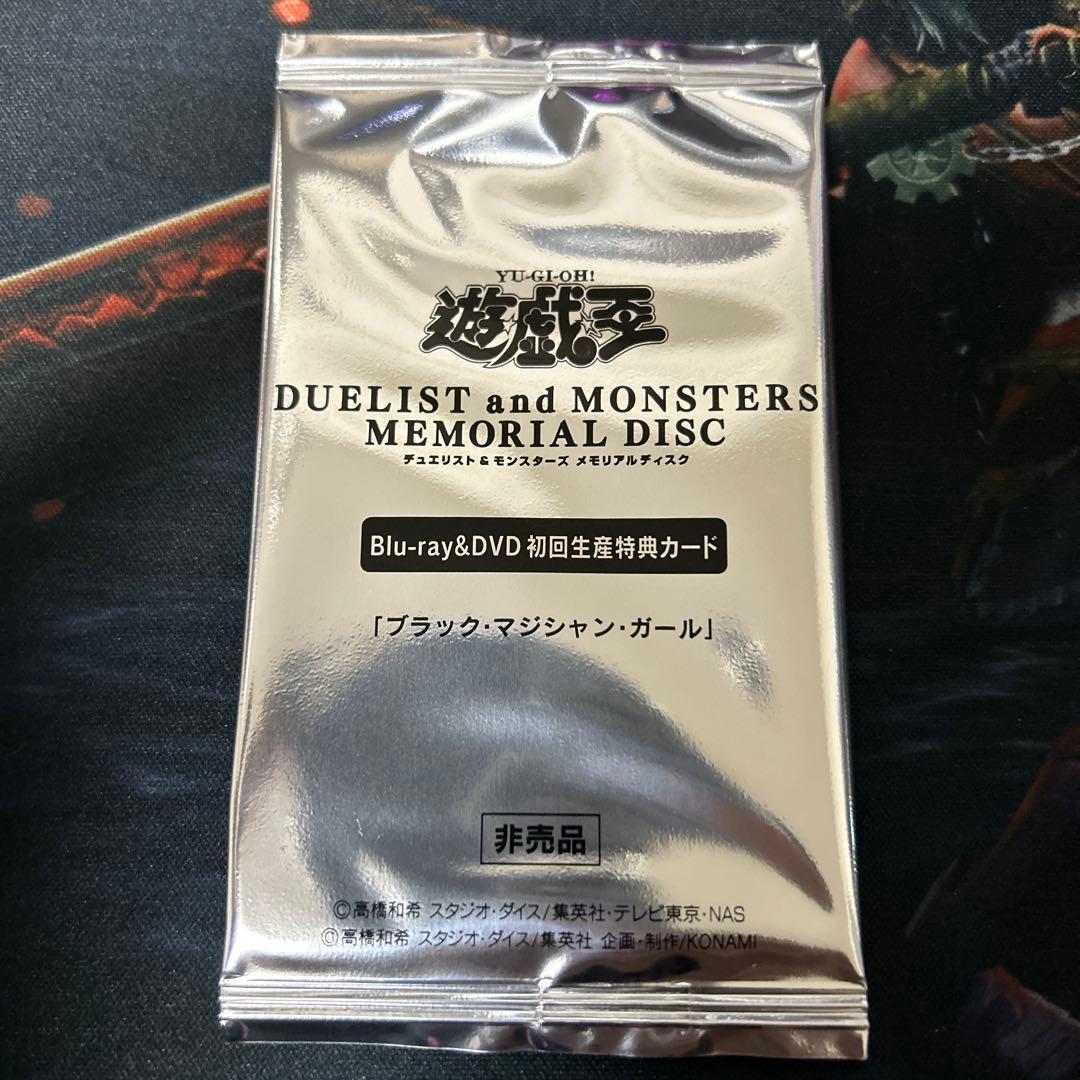 YU-GI-OH!
遊戯王
DUELIST and MONSTERS
MEMORIAL DISC
デュエリスト&モンスターズ メモリアルディスク
Blu-ray&DVD 初回生産特典カード
「ブラック・マジシャン・ガール」
非売品
©高橋和希 スタジオ・ダイス/集英社・テレビ東京・NAS
©高橋和希 スタジオ・ダイス/集英社 企画・制作/KONAMI